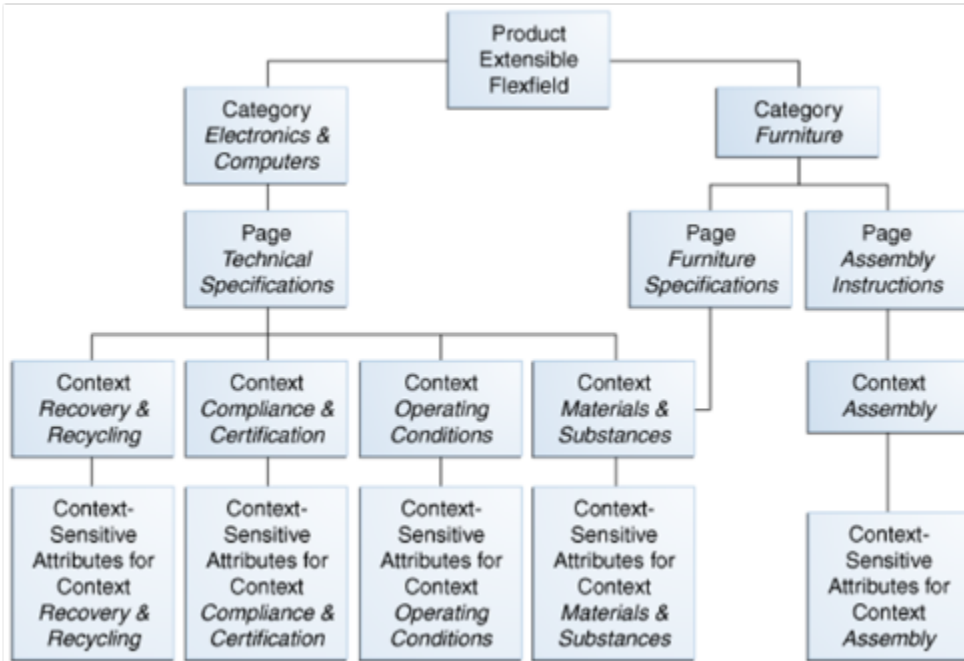 Product
Extensible
Flexfield
Category
Electronics &
Computers
Category
Furniture
Page
Technical
Specifications
Page
Furniture
Specifications
Page
Assembly
Instructions
Context
Recovery &
Recycling
Context
Compliance &
Certification
Context
Operating
Conditions
Context
Materials &
Substances
Context
Assembly
Context-
Sensitive
Attributes for
Context
Recovery &
Recycling
Context-
Sensitive
Attributes for
Context
Compliance &
Certification
Context-
Sensitive
Attributes for
Context
Operating
Conditions
Context-
Sensitive
Attributes for
Context
Materials &
Substances
Context-
Sensitive
Attributes for
Context
Assembly